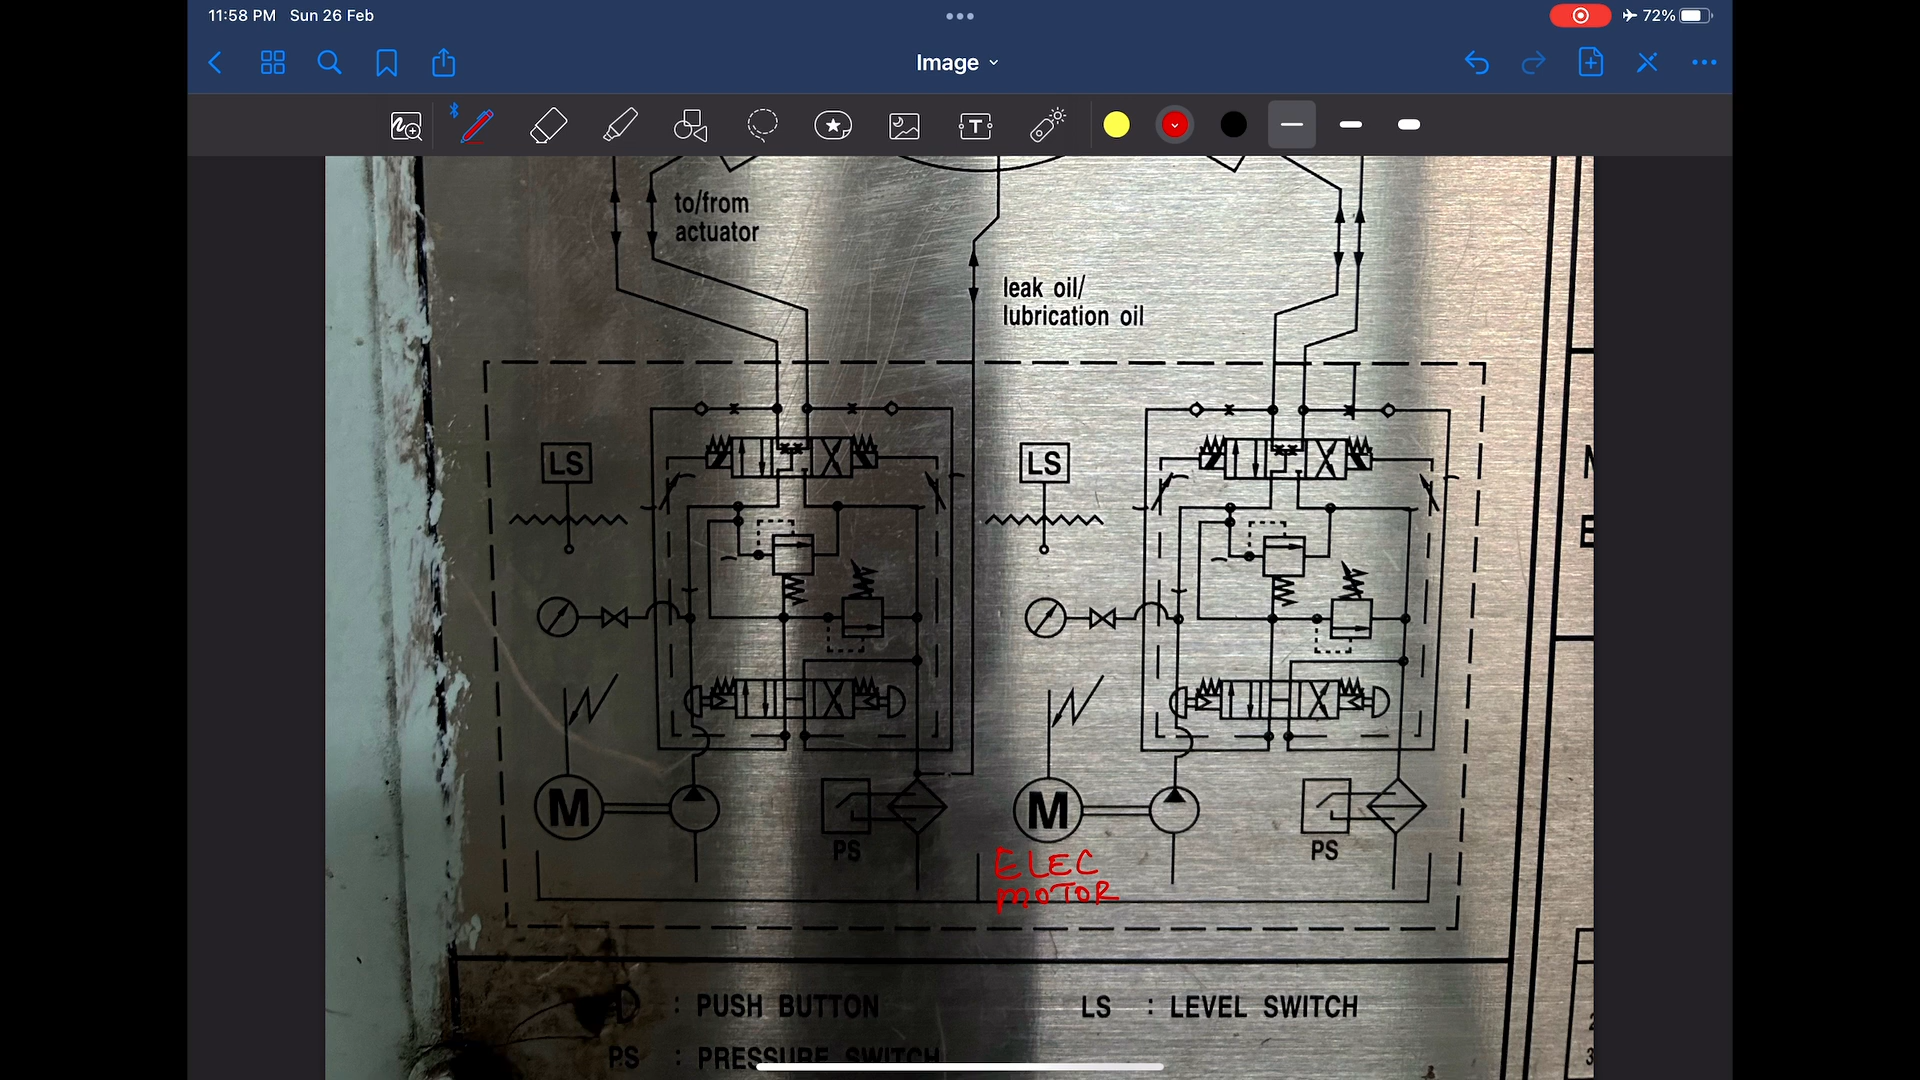 11:58 PM Sun 26 Feb
72%
Image
T
to/from
actuator
leak oil/
lubrication oil
LS
LS
M
M
PS
PS
ELEC
MOTOR
: PUSH BUTTON
LS : LEVEL SWITCH
PS : PRESSURE SWITCH